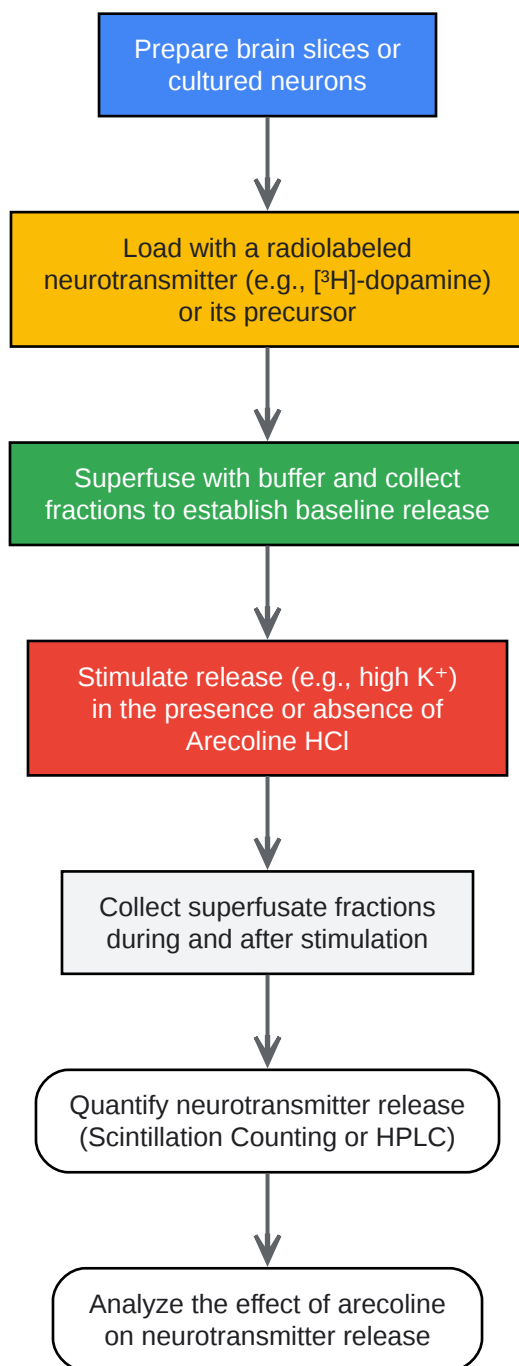 Prepare brain slices or
cultured neurons
Load with a radiolabeled
neurotransmitter (e.g., [³H]-dopamine)
or its precursor
Superfuse with buffer and collect
fractions to establish baseline release
Stimulate release (e.g., high K⁺)
in the presence or absence of
Arecoline HCl
Collect superfusate fractions
during and after stimulation
Quantify neurotransmitter release
(Scintillation Counting or HPLC)
Analyze the effect of arecoline
on neurotransmitter release